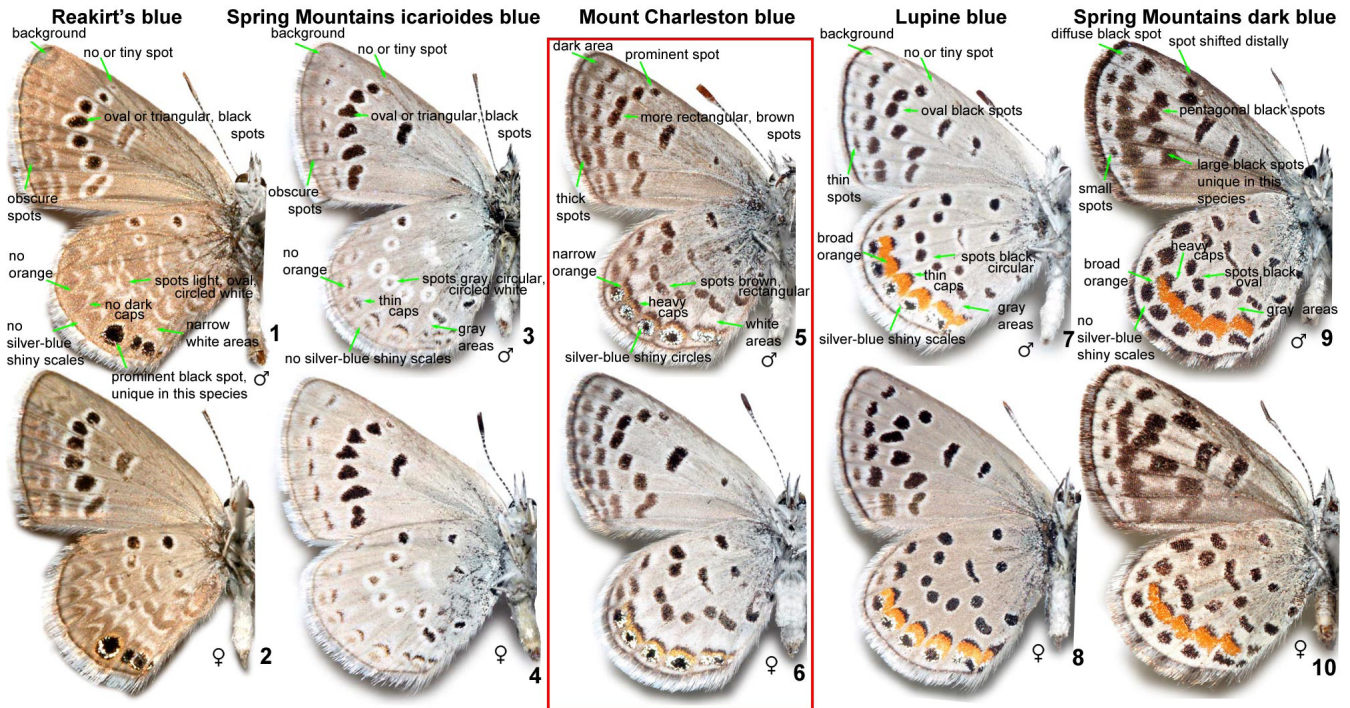 Reakirt's blue
background
no or tiny spot
oval or triangular, black
spots
obscure
spots
no
orange
spots light, oval,
circled white
no dark
caps
no
silver-blue
shiny scales
narrow
white areas
prominent black spot,
unique in this species
1
♂
♀
2
Spring Mountains icarioides blue
background
no or tiny spot
oval or triangular, black
spots
obscure
spots
no
orange
spots gray, circular,
circled white
thin
caps
gray
areas
no silver-blue shiny scales
3
♂
♀
4
Mount Charleston blue
dark area
prominent spot
more rectangular, brown
spots
thick
spots
narrow
orange
spots brown,
rectangular
heavy
caps
white
areas
silver-blue shiny circles
5
♂
♀
6
Lupine blue
background
no or tiny spot
oval black spots
thin
spots
broad
orange
spots black,
circular
thin
caps
gray
areas
silver-blue shiny scales
7
♂
♀
8
Spring Mountains dark blue
diffuse black spot
spot shifted distally
pentagonal black spots
large black spots
unique in this
species
small
spots
heavy
caps
broad
orange
spots black,
oval
gray areas
no
silver-blue
shiny scales
9
♂
♀
10